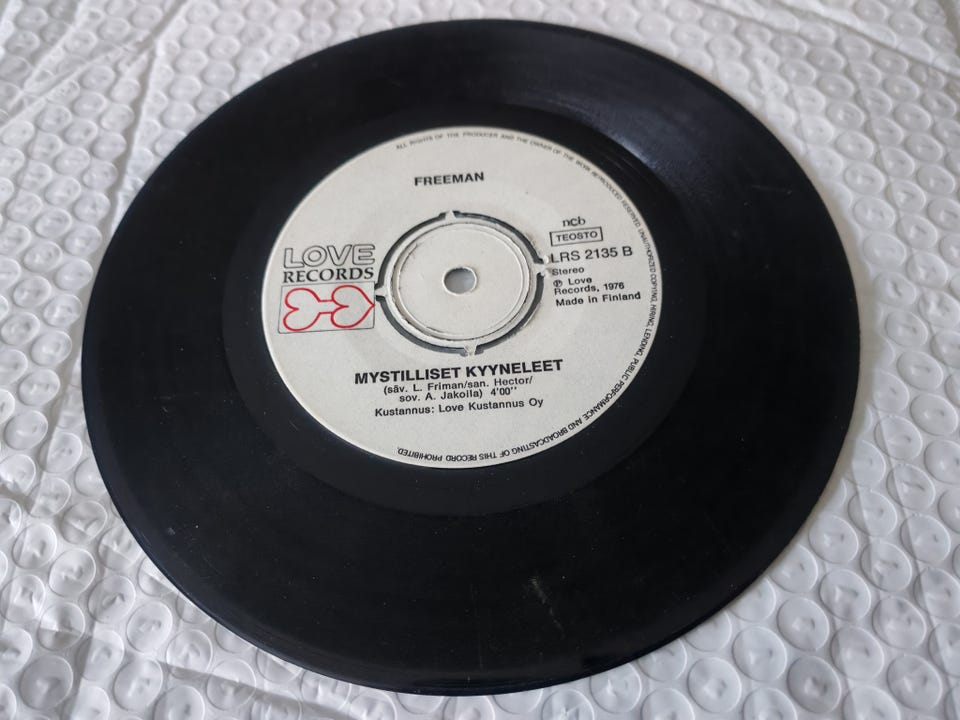 ALL RIGHTS OF THE PRODUCER AND THE OWNER OF THE WORK REPRODUCED RESERVED. UNAUTHORIZED COPYING, HIRING, LENDING, PUBLIC PERFORMANCE AND BROADCASTING OF THIS RECORD PROHIBITED.
FREEMAN
LOVE
RECORDS
ncb
TEOSTO
LRS 2135 B
Stereo
℗ Love
Records, 1976
Made in Finland
MYSTILLISET KYYNELEET
(säv. L. Friman/san. Hector/
sov. A. Jakoila) 4'00''
Kustannus: Love Kustannus Oy